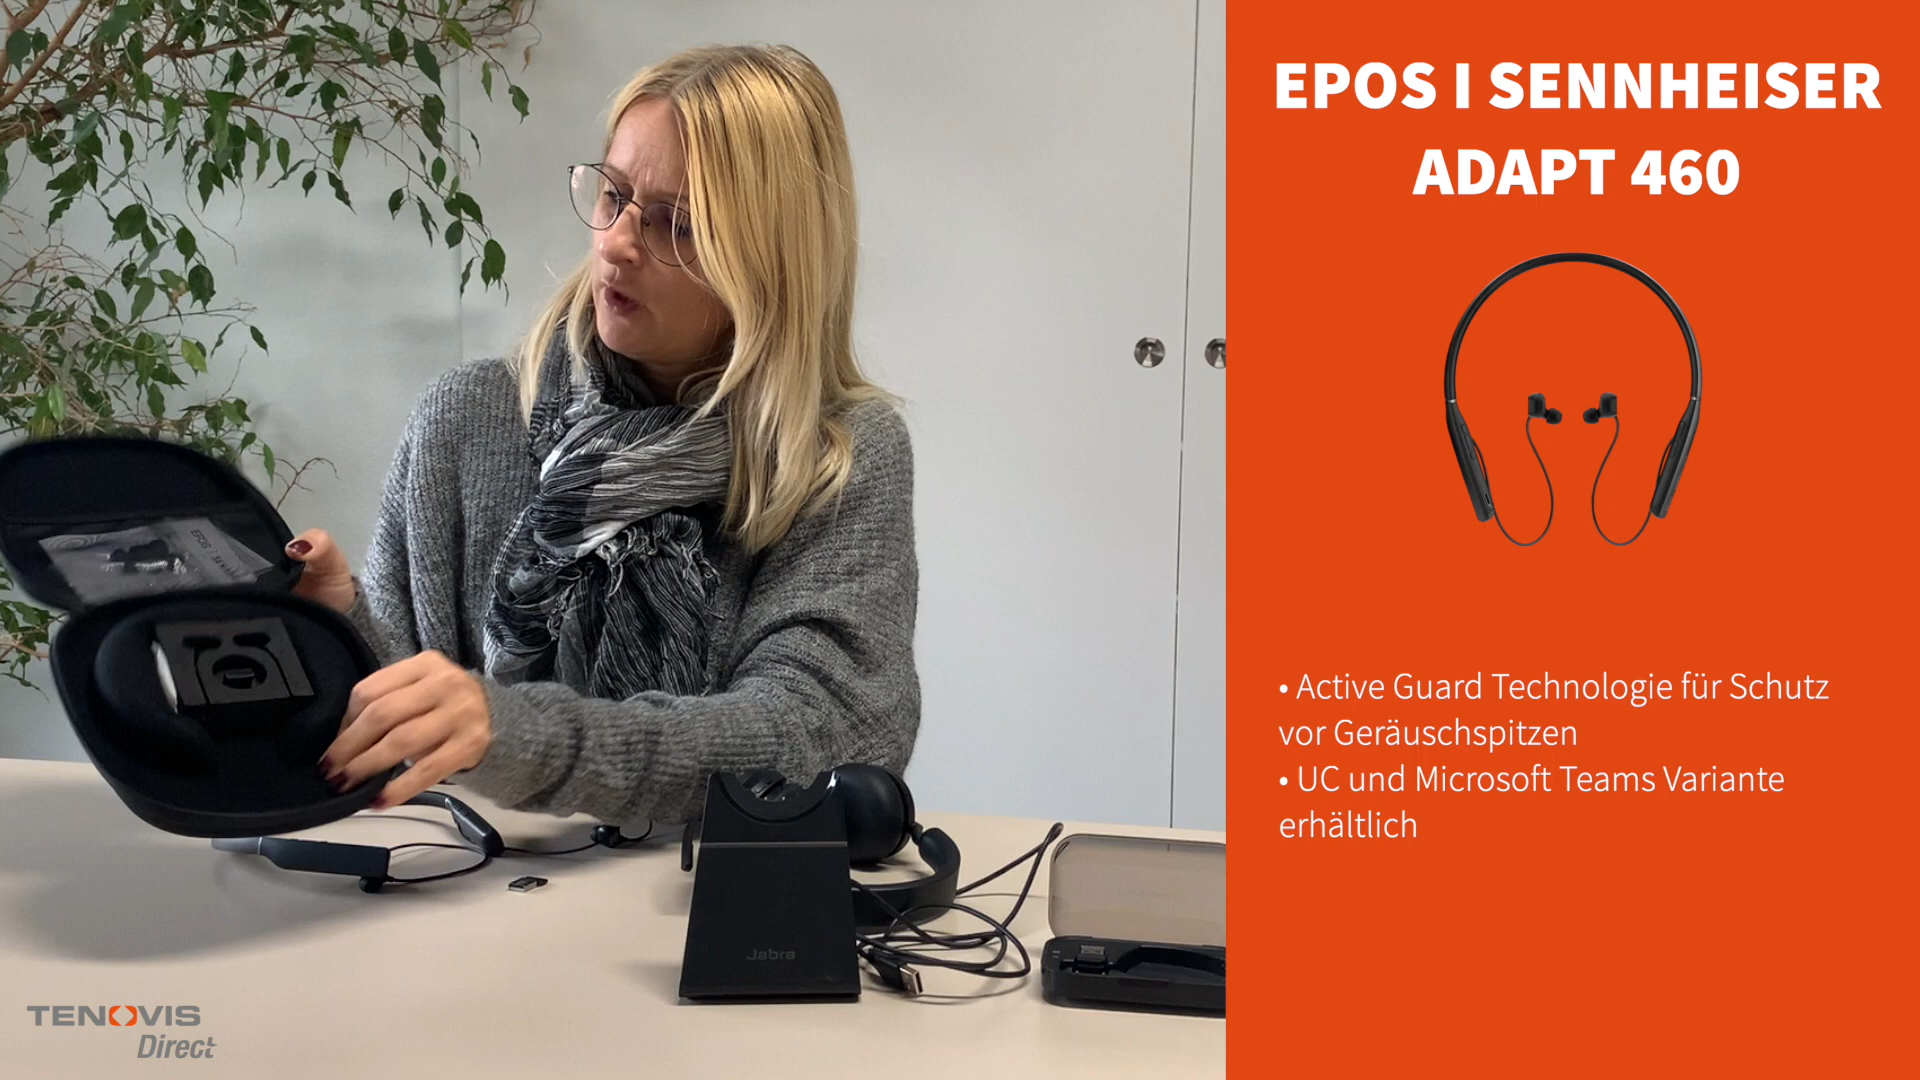 EPOS I SENNHEISER
ADAPT 460
• Active Guard Technologie für Schutz
vor Geräuschspitzen
• UC und Microsoft Teams Variante
erhältlich
Jabra
TENOVIS
Direct